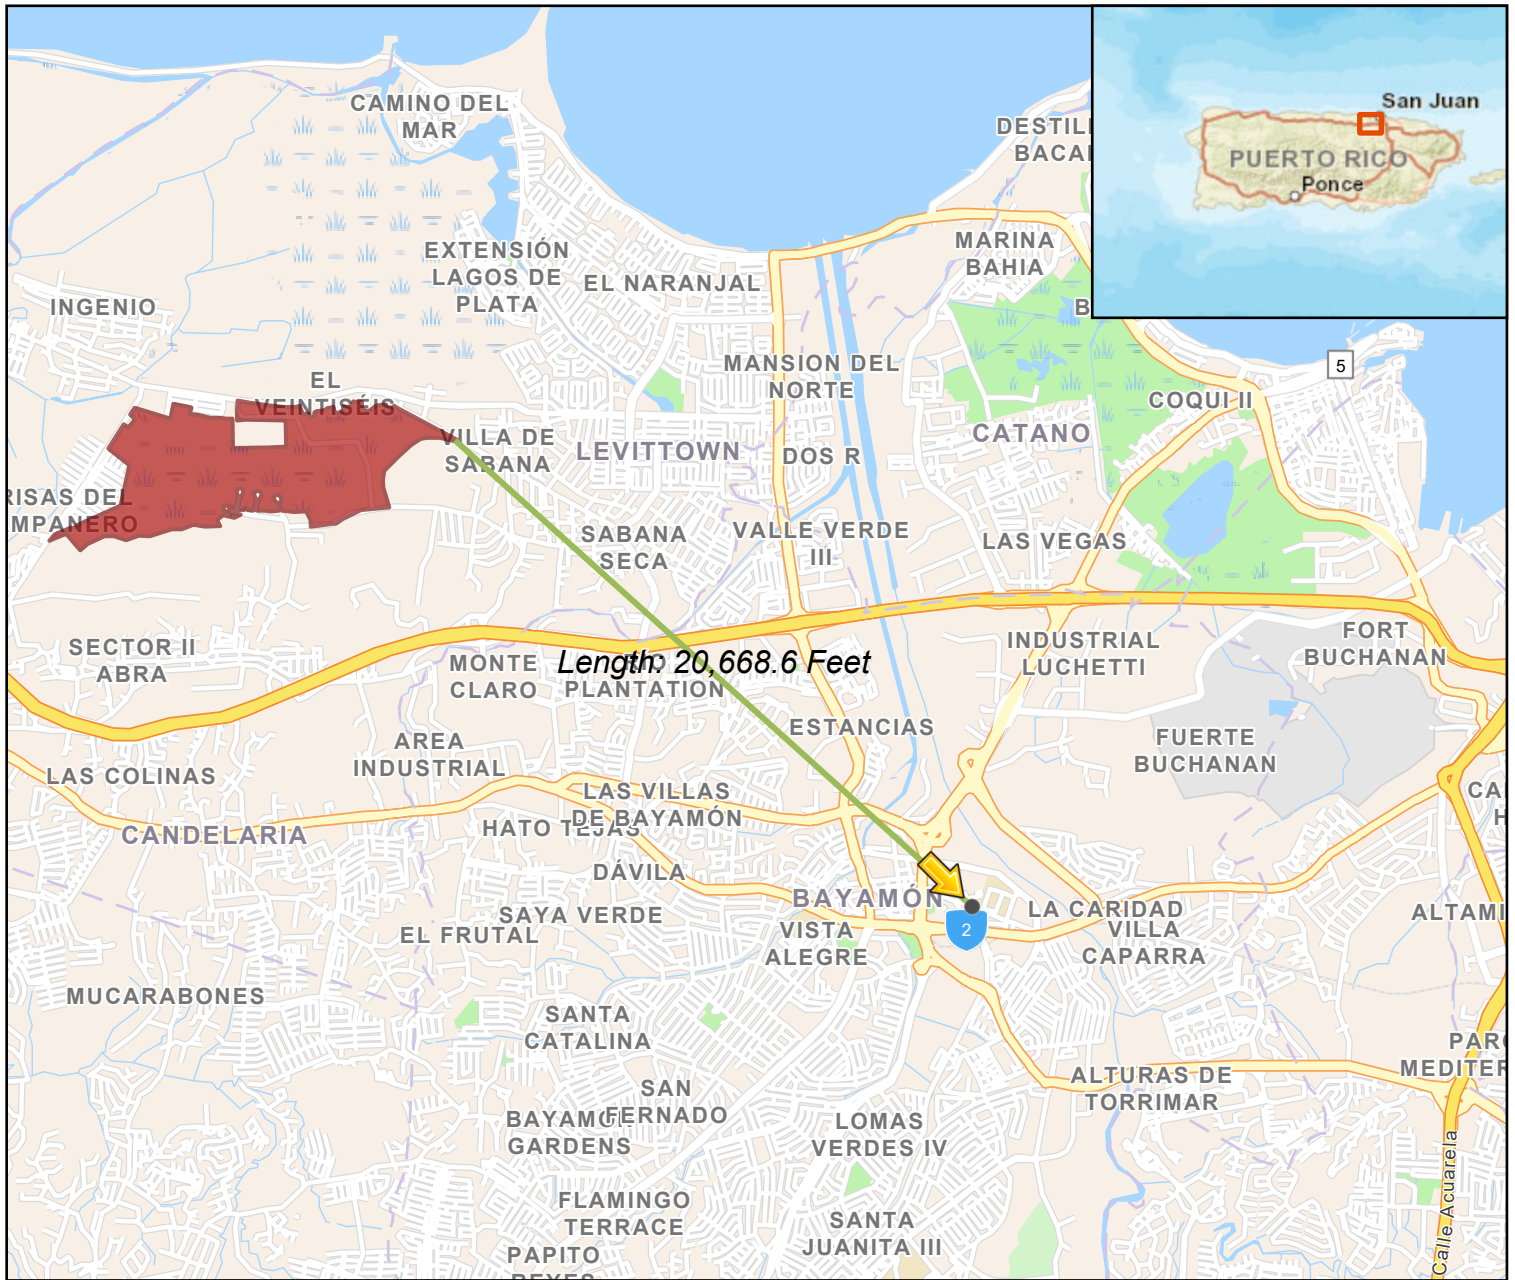 CAMINO DEL
MAR
DESTIL
BACA
San Juan
PUERTO RICO
Ponce
EXTENSIÓN
LAGOS DE
PLATA
EL NARANJAL
MARINA
BAHIA
B
INGENIO
MANSION DEL
NORTE
5
EL
VEINTISÉIS
COQUI II
VILLA DE
SABANA
LEVITTOWN
DOS R
CATANO
RISAS DEL
MPANERO
SABANA
SECA
VALLE VERDE
III
LAS VEGAS
SECTOR II
ABRA
MONTE
CLARO
Length: 20,668.6 Feet
PLANTATION
INDUSTRIAL
LUCHETTI
FORT
BUCHANAN
AREA
INDUSTRIAL
ESTANCIAS
FUERTE
BUCHANAN
LAS COLINAS
LAS VILLAS
DE BAYAMÓN
CA
H
CANDELARIA
HATO TEJAS
DÁVILA
BAYAMÓN
2
LA CARIDAD
VILLA
CAPARRA
ALTAMI
SAYA VERDE
EL FRUTAL
VISTA
ALEGRE
MUCARABONES
SANTA
CATALINA
PAR
MEDITER
SAN
FERNADO
BAYAMO
GARDENS
LOMAS
VERDES IV
ALTURAS DE
TORRIMAR
FLAMINGO
TERRACE
SANTA
JUANITA III
PAPITO
REYES
Calle Acuarela